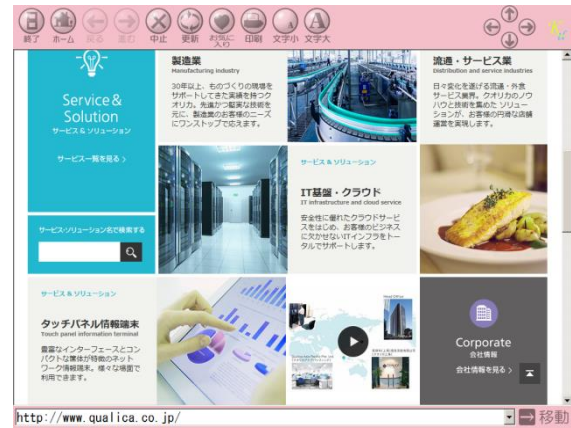 終了 ホーム 戻る 進む 中止 更新 お気に入り 印刷 文字小 文字大
Service &
Solution
サービス & ソリューション
サービス一覧を見る >
製造業
Manufacturing industry
30年以上、ものづくりの現場を
サポートしてきた実績を持つク
オリカ。先進かつ堅実な技術を
元に、製造業のお客様のニーズ
にワンストップで応えます。
流通・サービス業
Distribution and service industries
日々変化を遂げる流通・外食
サービス業界。クオリカのノウ
ハウと技術を集めた ソリュー
ションが、お客様の円滑な店舗
運営を実現します。
サービス & ソリューション
IT基盤・クラウド
IT infrastructure and cloud service
安全性に優れたクラウドサービ
スをはじめ、お客様のビジネス
に欠かせないITインフラをトー
タルでサポートします。
サービス・ソリューション名で検索する
サービス & ソリューション
タッチパネル情報端末
Touch panel information terminal
豊富なインターフェースとコン
パクトな筐体が特徴のネット
ワーク情報端末。様々な場面で
利用できます。
Head Office
Corporate
会社情報
会社情報を見る >
http://www.qualica.co.jp/
移動